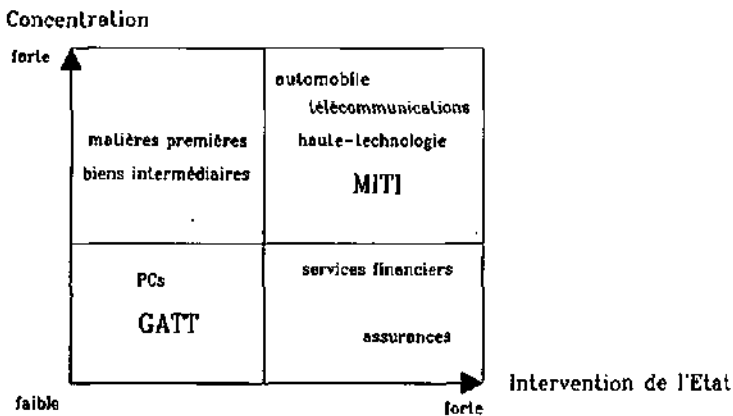 Concentration
forte
automobile
télécommunications
matières premières
haute-technologie
biens intermédiaires
MITI
PCs
services financiers
GATT
assurances
faible
forte
Intervention de l'Etat